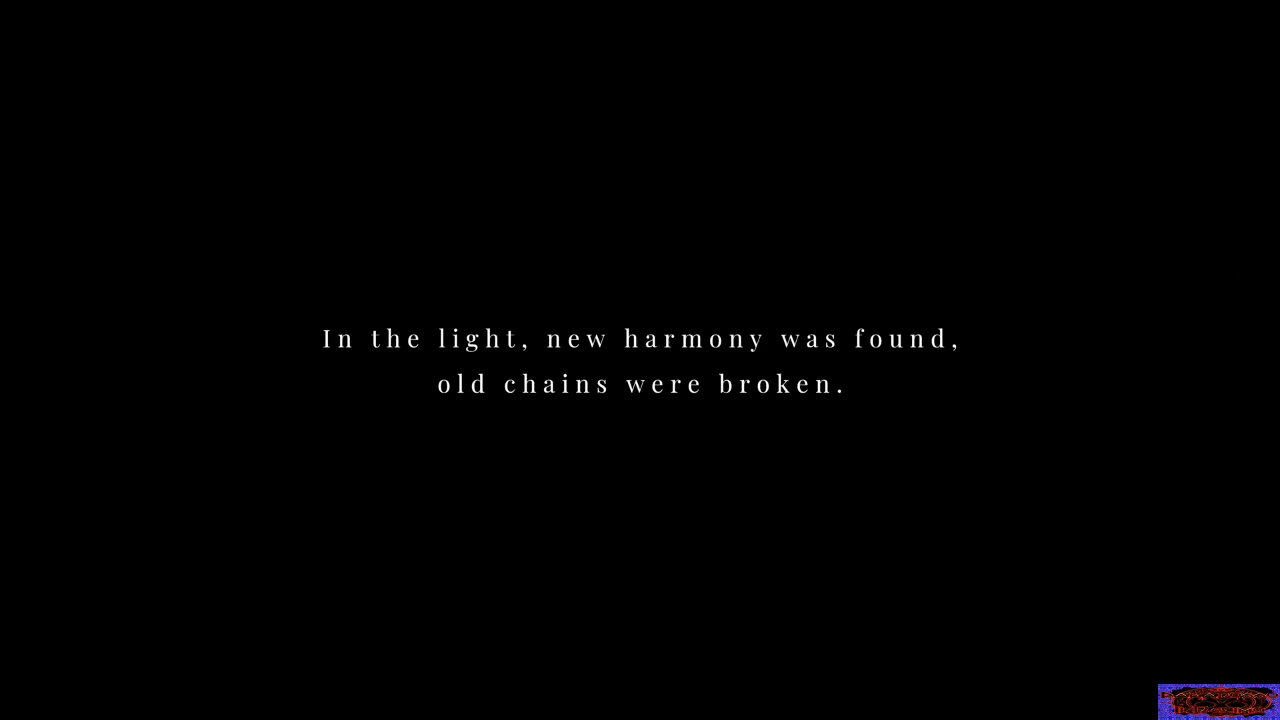 In the light, new harmony was found,
old chains were broken.